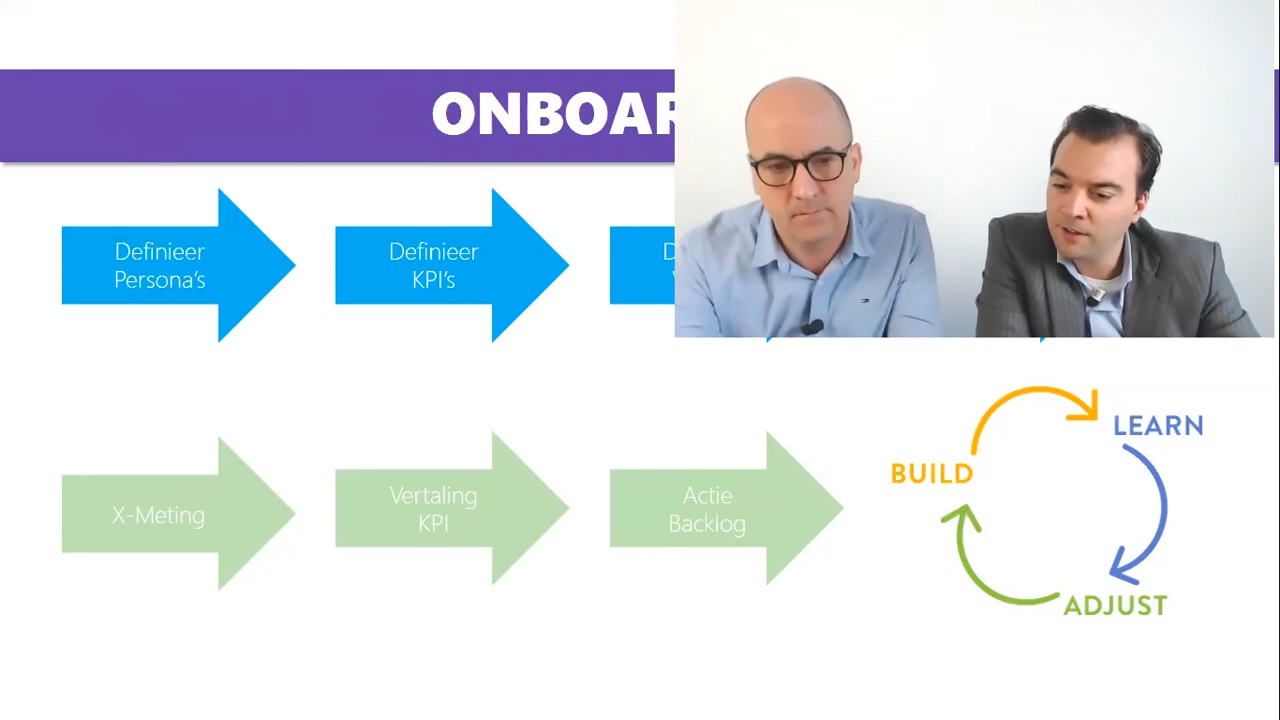 ONBOAR
Definieer
Persona's
Definieer
KPI's
D
X-Meting
Vertaling
KPI
Actie
Backlog
BUILD
LEARN
ADJUST